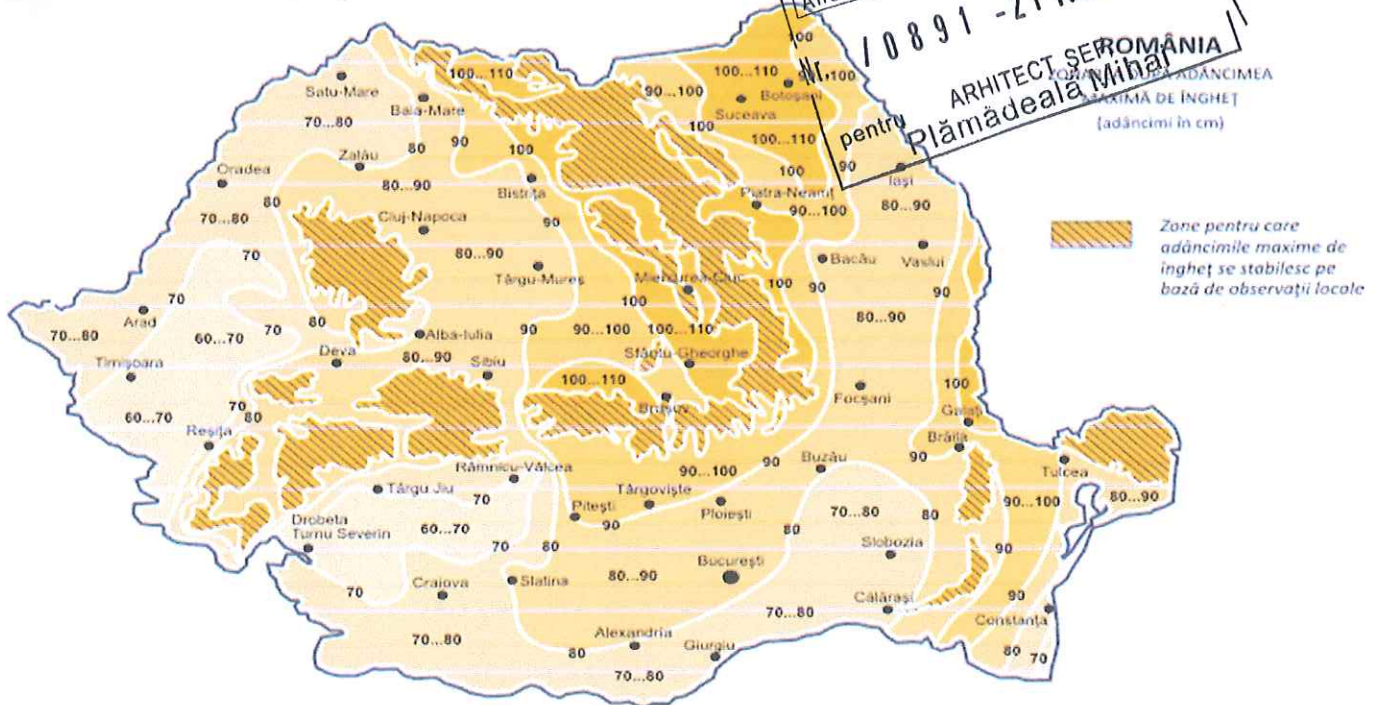 Nr. / 0891 -21
ARHITECT ȘEF
pentru Plămădeală Mihai
ROMÂNIA
ZONAREA DUPĂ ADÂNCIMEA
MAXIMĂ DE ÎNGHEȚ
(adâncimi în cm)
Zone pentru care
adâncimile maxime de
îngheț se stabilesc pe
bază de observații locale
100
100...110
100
Satu-Mare
Botoșani
Baia-Mare
90...100
Suceava
70...80
100
100...110
80
90
100
Zalău
100
90
Iași
Oradea
80...90
Bistrița
Piatra-Neamț
80
70...80
Cluj-Napoca
90
90...100
80...90
70
80...90
Bacău
Vaslui
Târgu-Mureș
Miercurea-Ciuc
100
90
90
70
100
Arad
80...90
70...80
60...70
70
80
Alba-Iulia
90
90...100
100...110
Deva
80...90
Sibiu
Sfântu-Gheorghe
Timișoara
100...110
100
60...70
70
80
Brașov
Focșani
Galați
Reșița
Brăila
Râmnicu-Vâlcea
90...100
90
Buzău
90
Tulcea
Târgu Jiu
70
Târgoviște
90...100
80...90
Pitești
Ploiești
70...80
80
Drobeta
Turnu Severin
60...70
90
80
70
80
Slobozia
90
București
Craiova
Slatina
80...90
70
Călărași
90
70...80
Constanța
70...80
Alexandria
Giurgiu
80
80
70
70...80